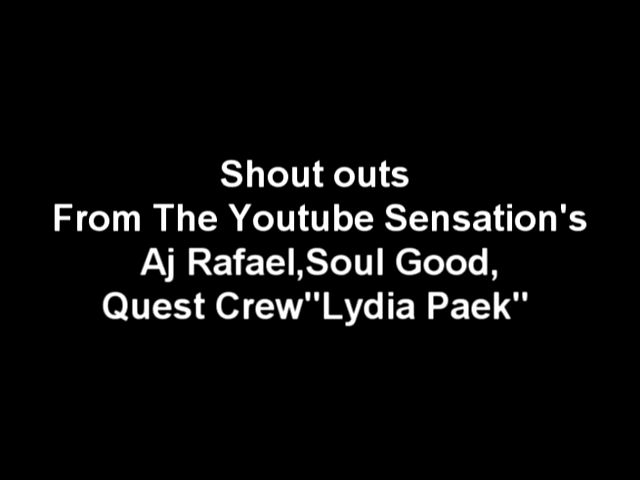 Shout outs
From The Youtube Sensation's
Aj Rafael,Soul Good,
Quest Crew"Lydia Paek"